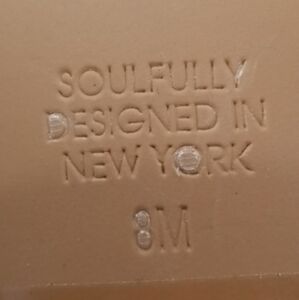 SOULFULLY
DESIGNED IN
NEW YORK
8M